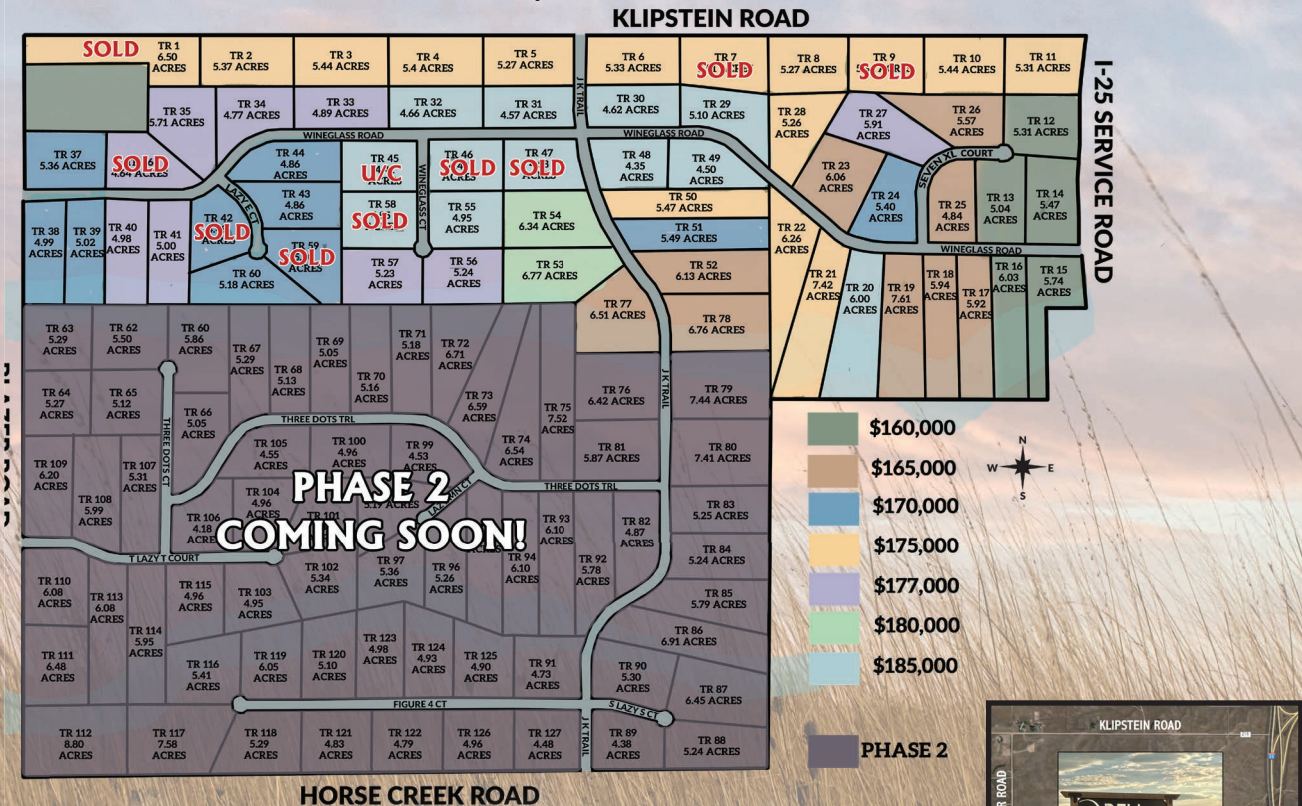 KLIPSTEIN ROAD
SOLD
TR 1
6.50
ACRES
TR 2
5.37 ACRES
TR 3
5.44 ACRES
TR 4
5.4 ACRES
TR 5
5.27 ACRES
TR 6
5.33 ACRES
TR 7
SOLD
TR 8
5.27 ACRES
TR 9
SOLD
TR 10
5.44 ACRES
TR 11
5.31 ACRES
J K TRAIL
I-25 SERVICE ROAD
TR 35
5.71 ACRES
TR 34
4.77 ACRES
TR 33
4.89 ACRES
TR 32
4.66 ACRES
TR 31
4.57 ACRES
TR 30
4.62 ACRES
TR 29
5.10 ACRES
TR 28
5.26
ACRES
TR 27
5.91
ACRES
TR 26
5.57
ACRES
TR 12
5.31 ACRES
WINEGLASS ROAD
WINEGLASS ROAD
TR 37
5.36 ACRES
SOLD
4.84 ACRES
TR 44
4.86
ACRES
TR 45
U/C
TR 46
SOLD
TR 47
SOLD
TR 48
4.35
ACRES
TR 49
4.50
ACRES
SEVEN XL COURT
TR 23
6.06
ACRES
TR 24
5.40
ACRES
TR 25
4.84
ACRES
TR 13
5.04
ACRES
TR 14
5.47
ACRES
LAZY E CT
WINEGLASS CT
TR 43
4.86
ACRES
TR 58
SOLD
TR 55
4.95
ACRES
TR 54
6.34 ACRES
TR 50
5.47 ACRES
TR 51
5.49 ACRES
TR 38
4.99
ACRES
TR 39
5.02
ACRES
TR 40
4.98
ACRES
TR 41
5.00
ACRES
TR 42
SOLD
ACRES
TR 59
SOLD
ACRES
TR 60
5.18 ACRES
TR 57
5.23
ACRES
TR 56
5.24
ACRES
TR 53
6.77 ACRES
TR 52
6.13 ACRES
TR 22
6.26
ACRES
WINEGLASS ROAD
TR 21
7.42
ACRES
TR 20
6.00
ACRES
TR 19
7.61
ACRES
TR 18
5.94
ACRES
TR 17
5.92
ACRES
TR 16
6.03
ACRES
TR 15
5.74
ACRES
TR 77
6.51 ACRES
TR 78
6.76 ACRES
TR 63
5.29
ACRES
TR 62
5.50
ACRES
TR 60
5.86
ACRES
TR 67
5.29
ACRES
TR 68
5.13
ACRES
TR 69
5.05
ACRES
TR 70
5.16
ACRES
TR 71
5.18
ACRES
TR 72
6.71
ACRES
TR 73
6.59
ACRES
TR 74
6.54
ACRES
TR 75
7.52
ACRES
TR 76
6.42 ACRES
J K TRAIL
TR 79
7.44 ACRES
TR 64
5.27
ACRES
TR 65
5.12
ACRES
TR 66
5.05
ACRES
THREE DOTS CT
THREE DOTS TRL
TR 105
4.55
ACRES
TR 100
4.96
ACRES
TR 99
4.53
ACRES
TR 81
5.87 ACRES
TR 80
7.41 ACRES
TR 109
6.20
ACRES
TR 108
5.99
ACRES
TR 107
5.31
ACRES
TR 106
4.18
ACRES
TR 104
4.96
ACRES
TR 101
5.19 ACRES
THREE DOTS TRL
PHASE 2
COMING SOON!
TR 93
6.10
ACRES
TR 82
4.87
ACRES
TR 83
5.25 ACRES
T LAZY T COURT
TR 102
5.34
ACRES
TR 97
5.36
ACRES
TR 96
5.26
ACRES
TR 94
6.10
ACRES
TR 92
5.78
ACRES
TR 84
5.24 ACRES
TR 110
6.08
ACRES
TR 113
6.08
ACRES
TR 115
4.96
ACRES
TR 103
4.95
ACRES
TR 85
5.79 ACRES
TR 114
5.95
ACRES
TR 86
6.91 ACRES
TR 111
6.48
ACRES
TR 116
5.41
ACRES
TR 119
6.05
ACRES
TR 120
5.10
ACRES
TR 123
4.98
ACRES
TR 124
4.93
ACRES
TR 125
4.90
ACRES
TR 91
4.73
ACRES
TR 90
5.30
ACRES
TR 87
6.45 ACRES
FIGURE 4 CT
S LAZY S CT
J K TRAIL
TR 112
8.80
ACRES
TR 117
7.58
ACRES
TR 118
5.29
ACRES
TR 121
4.83
ACRES
TR 122
4.79
ACRES
TR 126
4.96
ACRES
TR 127
4.48
ACRES
TR 89
4.38
ACRES
TR 88
5.24 ACRES
HORSE CREEK ROAD
$160,000
$165,000
$170,000
$175,000
$177,000
$180,000
$185,000
PHASE 2
N
W E
S
KLIPSTEIN ROAD